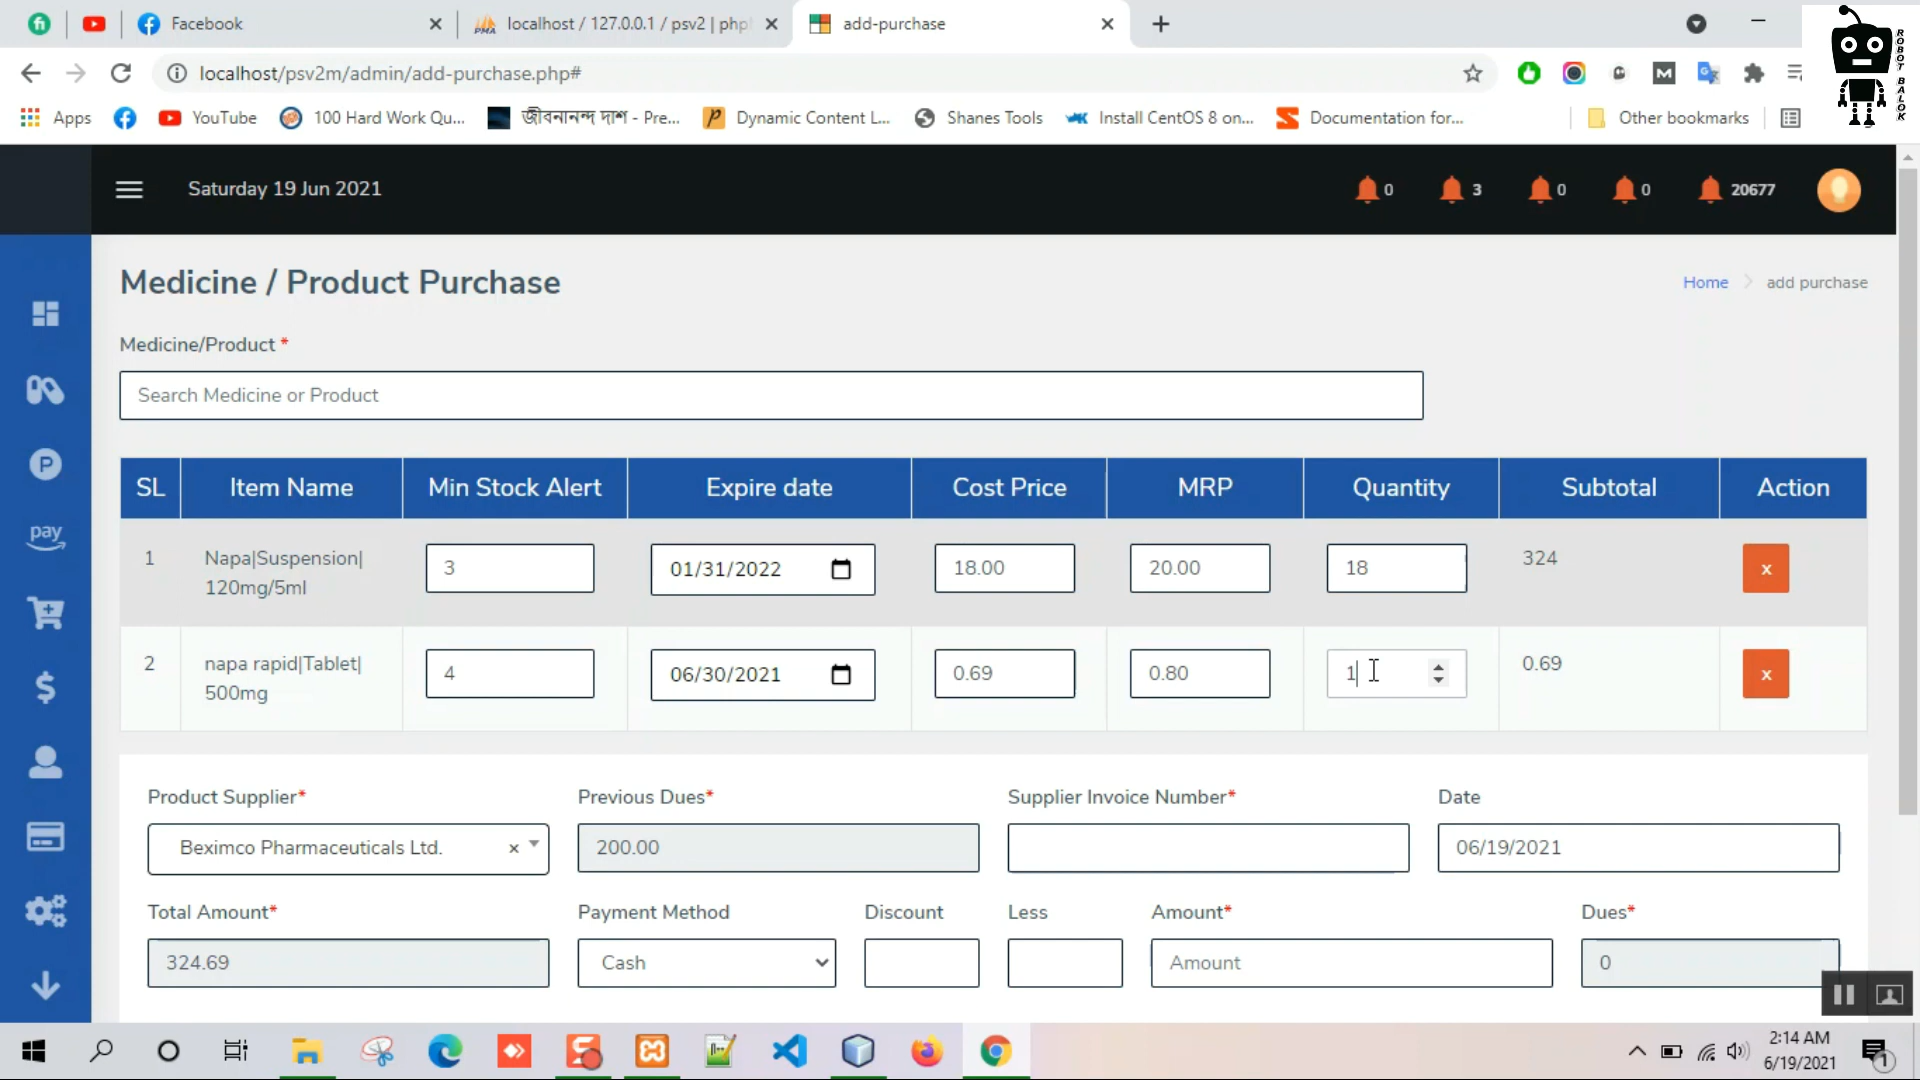 Facebook
localhost / 127.0.0.1 / psv2 | php
add-purchase
localhost/psv2m/admin/add-purchase.php#
ROBOT BALOK
Apps
YouTube
100 Hard Work Qu...
জীবনানন্দ দাশ - Pre...
Dynamic Content L...
Shanes Tools
Install CentOS 8 on...
Documentation for...
Other bookmarks
Saturday 19 Jun 2021
0
3
0
0
20677
Medicine / Product Purchase
Home
add purchase
Medicine/Product *
Search Medicine or Product
SL Item Name Min Stock Alert Expire date Cost Price MRP Quantity Subtotal Action
1 Napa|Suspension| 3 01/31/2022 18.00 20.00 18 324 x
120mg/5ml
2 napa rapid|Tablet| 4 06/30/2021 0.69 0.80 1 0.69 x
500mg
Product Supplier* Previous Dues* Supplier Invoice Number* Date
Beximco Pharmaceuticals Ltd. × 200.00 06/19/2021
Total Amount* Payment Method Discount Less Amount* Dues*
324.69 Cash Amount 0
pay
2:14 AM
6/19/2021
1